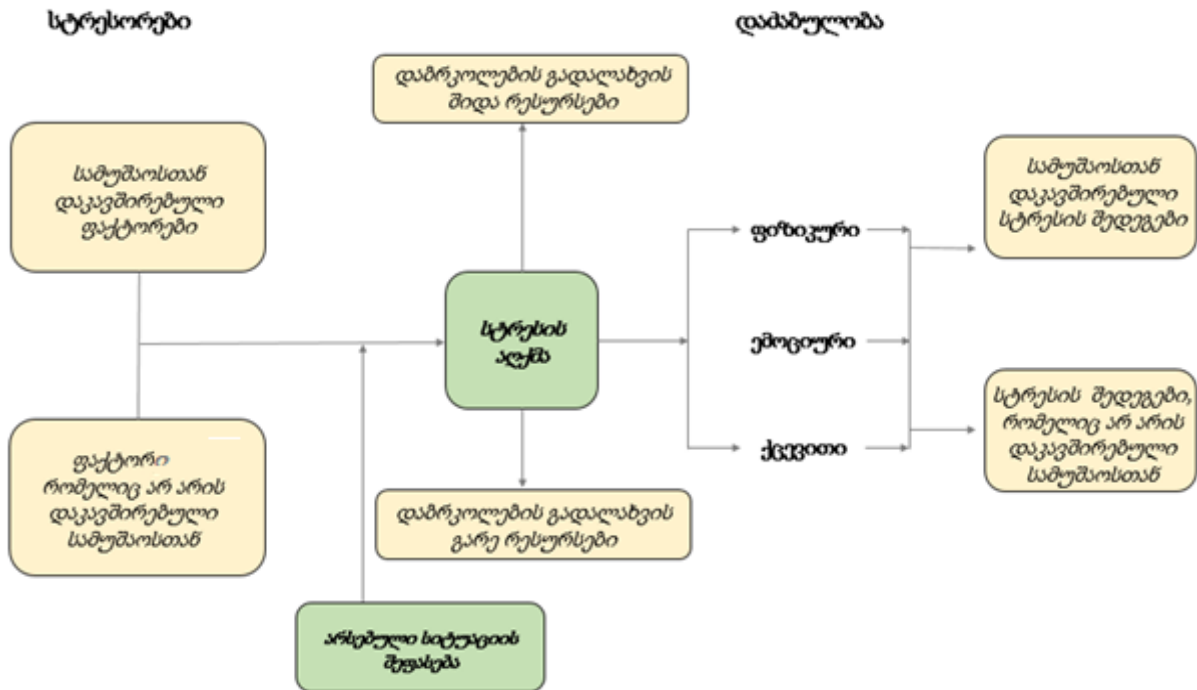 სტრესორები
დაძაბულობა
დაბრკოლების გადალახვის
შიდა რესურსები
სამუშაოსთან
დაკავშირებული
ფაქტორები
სამუშაოსთან
დაკავშირებული
სტრესის შედეგები
ფიზიკური
სტრესის
აღქმა
ემოციური
ქცევითი
სტრესის შედეგები,
რომელიც არ არის
დაკავშირებული
სამუშაოსთან
ფაქტორი
რომელიც არ არის
დაკავშირებული
სამუშაოსთან
დაბრკოლების გადალახვის
გარე რესურსები
არსებული სიტუაციის
შეფასება